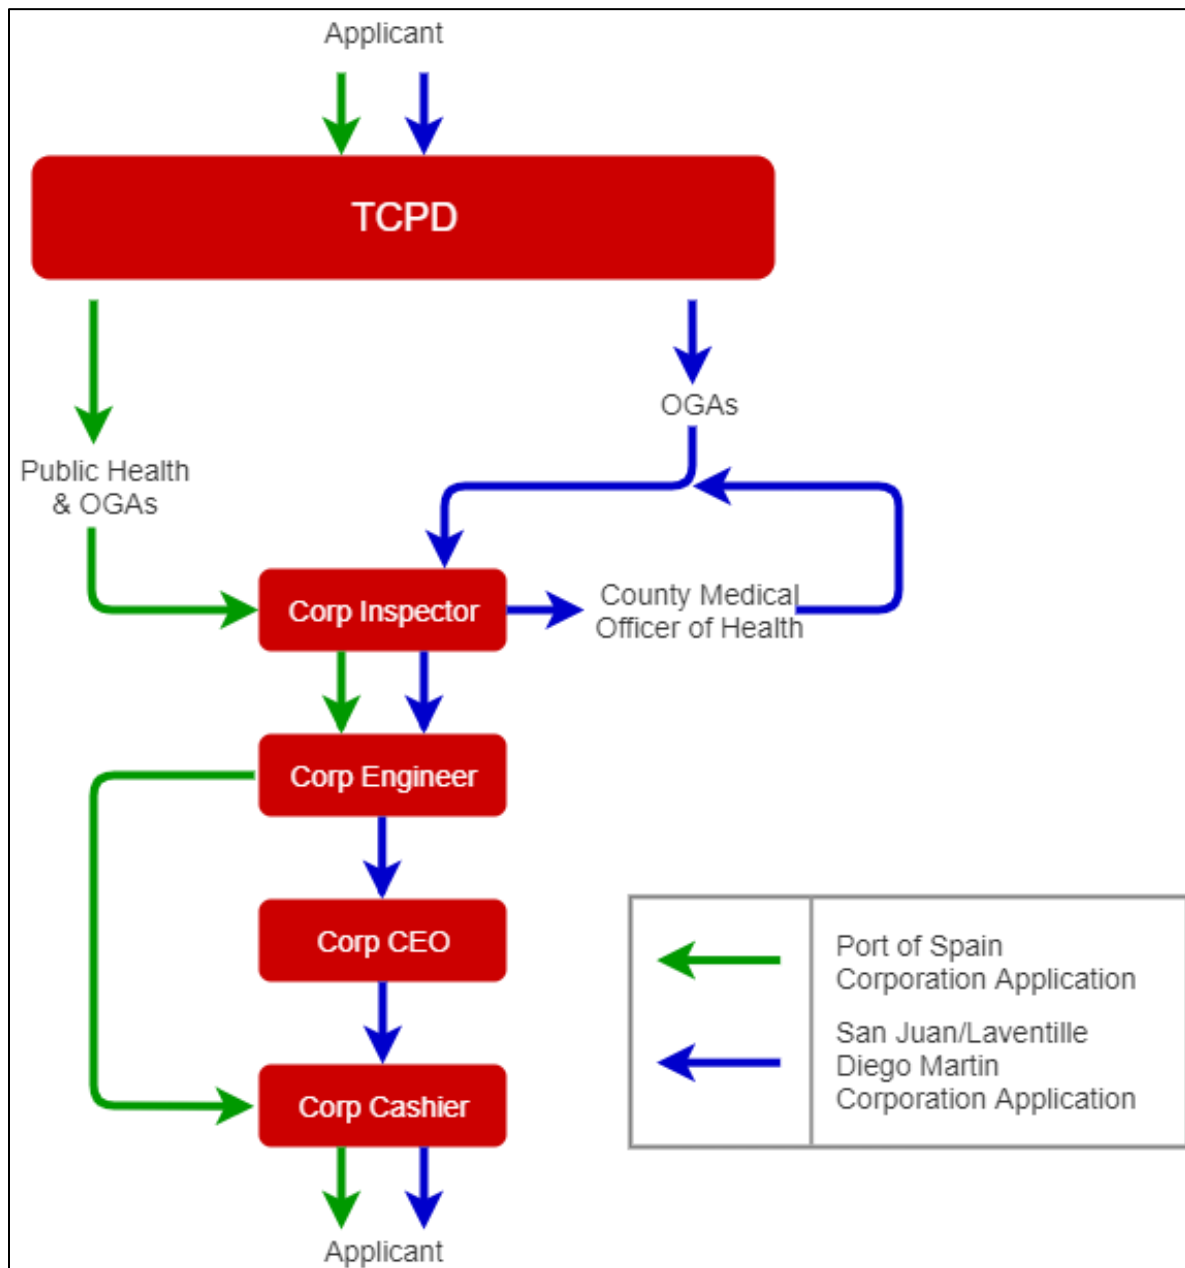 Applicant
TCPD
OGAs
Public Health
& OGAs
Corp Inspector
County Medical
Officer of Health
Corp Engineer
Corp CEO
Corp Cashier
Applicant
Port of Spain
Corporation Application
San Juan/Laventille
Diego Martin
Corporation Application